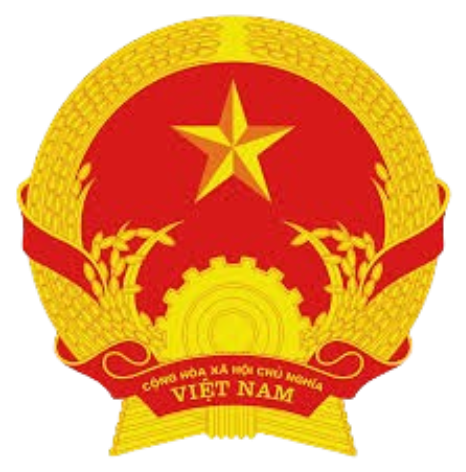 CỘNG HÒA XÃ HỘI CHỦ NGHĨA
VIỆT NAM